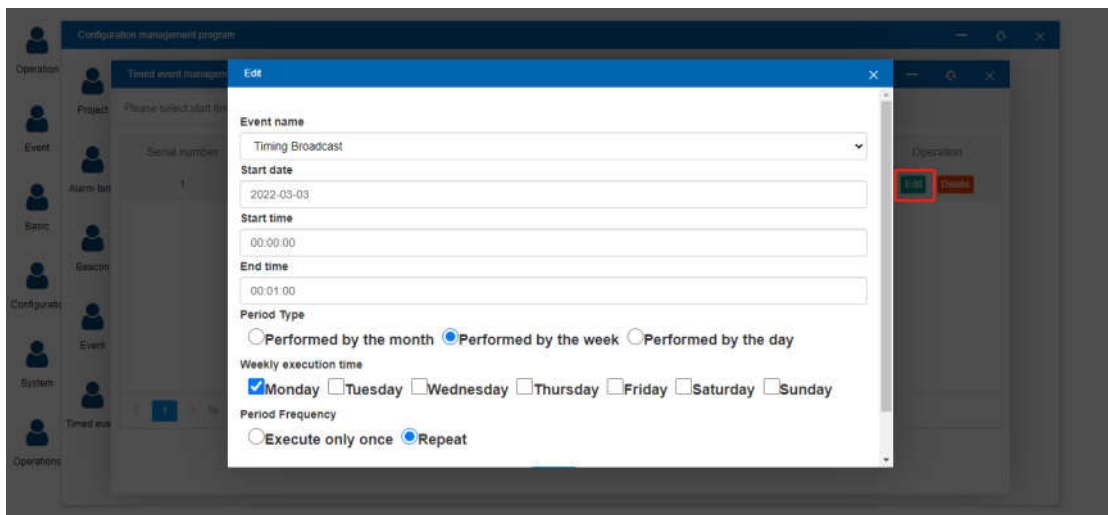 Configuration management program
Operation
Timed event managem
Edit
Project
Please select start tim
Event name
Timing Broadcast
Event
Serial number
Operation
Start date
Alarm ton
1
2022-03-03
Edit
Delete
Start time
Basic
00:00:00
Beacon
End time
00:01:00
Configuratio
Period Type
Performed by the month
Performed by the week
Performed by the day
Event
Weekly execution time
System
Monday
Tuesday
Wednesday
Thursday
Friday
Saturday
Sunday
1
Period Frequency
Timed eve
Execute only once
Repeat
Operations